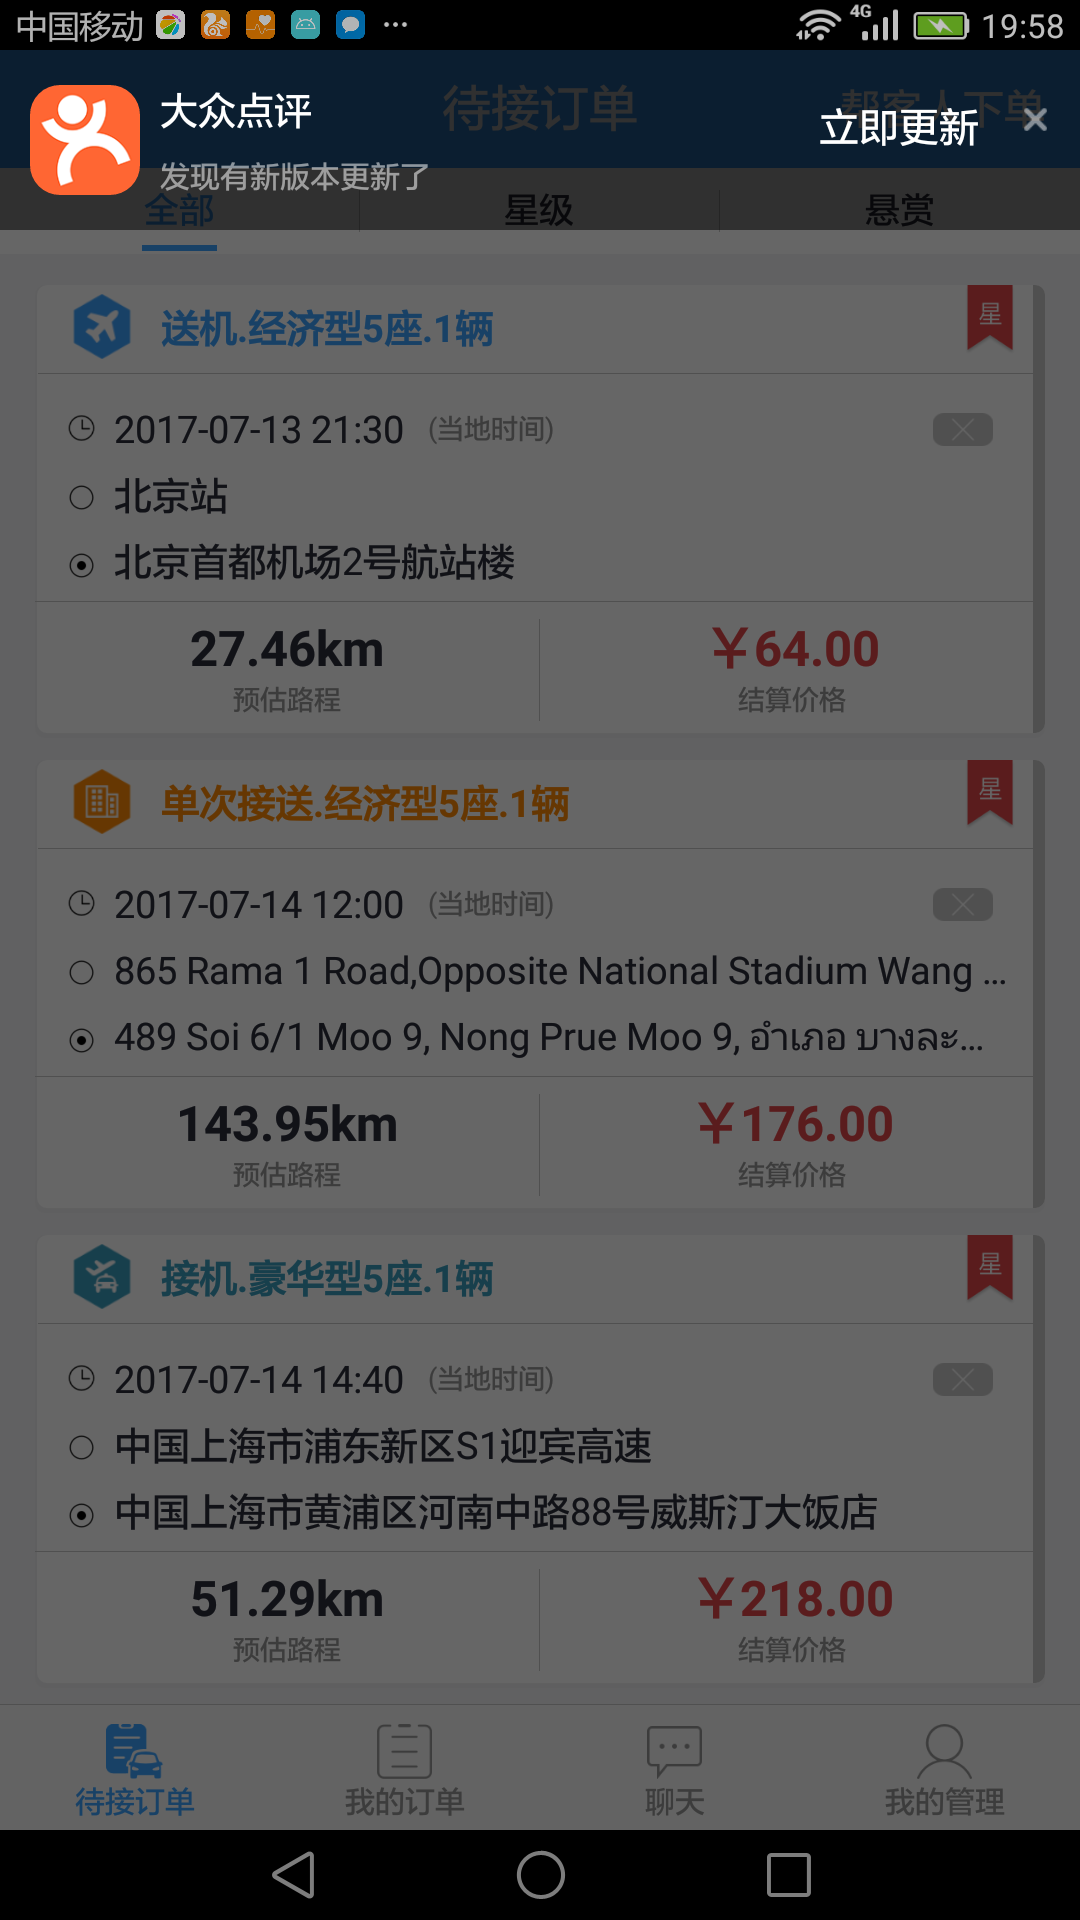 中国移动 4G 19:58
大众点评
待接订单
帮客人下单
立即更新
发现有新版本更新了
全部 星级 悬赏
送机.经济型5座.1辆 星
2017-07-13 21:30 (当地时间)
北京站
北京首都机场2号航站楼
27.46km ￥64.00
预估路程 结算价格
单次接送.经济型5座.1辆 星
2017-07-14 12:00 (当地时间)
865 Rama 1 Road,Opposite National Stadium Wang ...
489 Soi 6/1 Moo 9, Nong Prue Moo 9, อำเภอ บางละ...
143.95km ￥176.00
预估路程 结算价格
接机.豪华型5座.1辆 星
2017-07-14 14:40 (当地时间)
中国上海市浦东新区S1迎宾高速
中国上海市黄浦区河南中路88号威斯汀大饭店
51.29km ￥218.00
预估路程 结算价格
待接订单 我的订单 聊天 我的管理